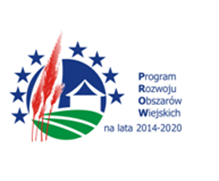 Program
Rozwoju
Obszarów
Wiejskich
na lata 2014-2020